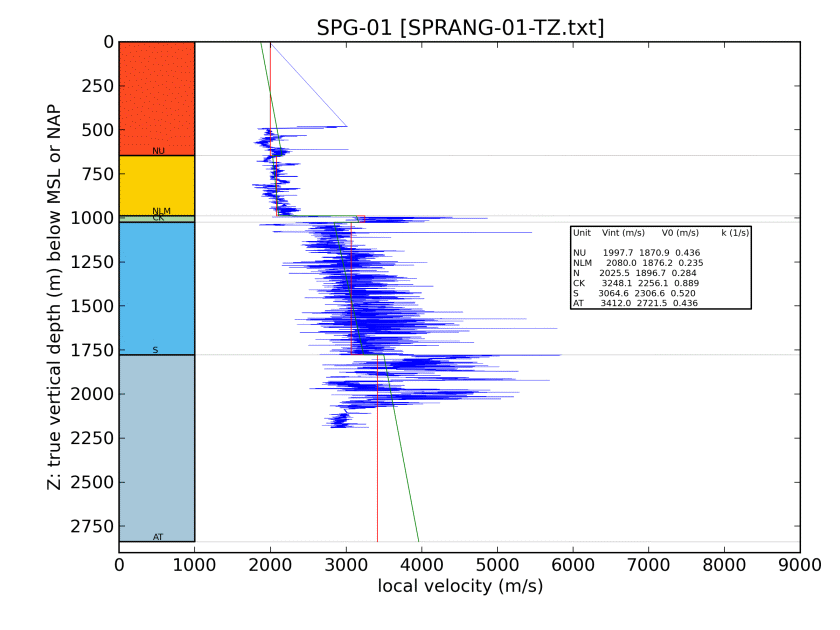 SPG-01 [SPRANG-01-TZ.txt]
0
250
500
750
1000
1250
1500
1750
2000
2250
2500
2750
Z: true vertical depth (m) below MSL or NAP
NU
NLM
CK
S
AT
Unit Vint (m/s) V0 (m/s) k (1/s)
NU 1997.7 1870.9 0.436
NLM 2080.0 1876.2 0.235
N 2025.5 1896.7 0.284
CK 3248.1 2256.1 0.889
S 3064.6 2306.6 0.520
AT 3412.0 2721.5 0.436
0 1000 2000 3000 4000 5000 6000 7000 8000 9000
local velocity (m/s)